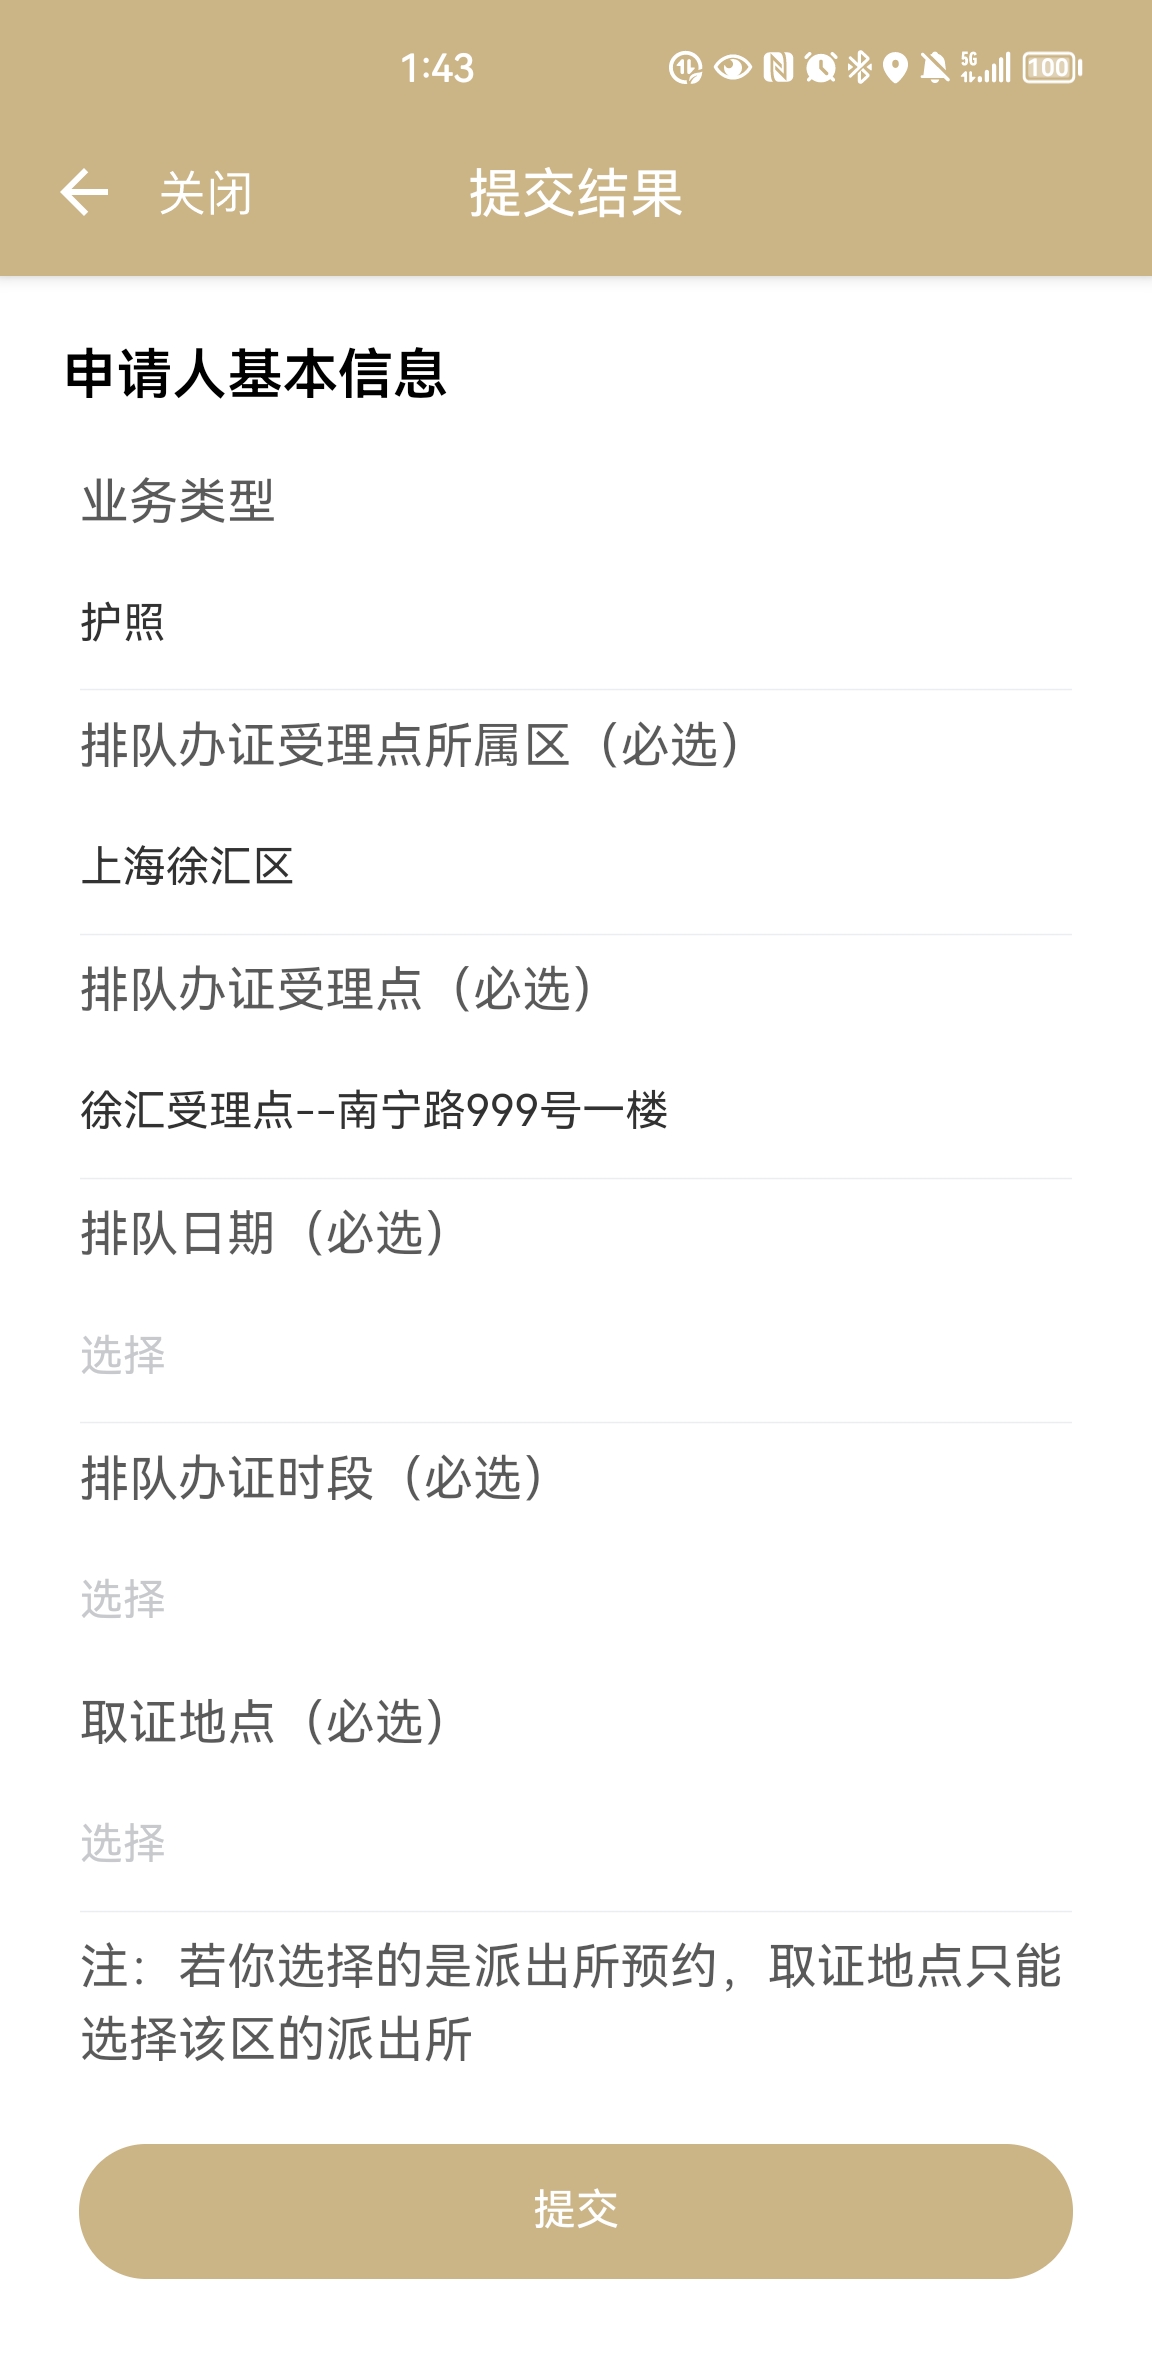 1:43
5G
100
关闭
提交结果
申请人基本信息
业务类型
护照
排队办证受理点所属区（必选）
上海徐汇区
排队办证受理点（必选）
徐汇受理点--南宁路999号一楼
排队日期（必选）
选择
排队办证时段（必选）
选择
取证地点（必选）
选择
注：若你选择的是派出所预约，取证地点只能
选择该区的派出所
提交